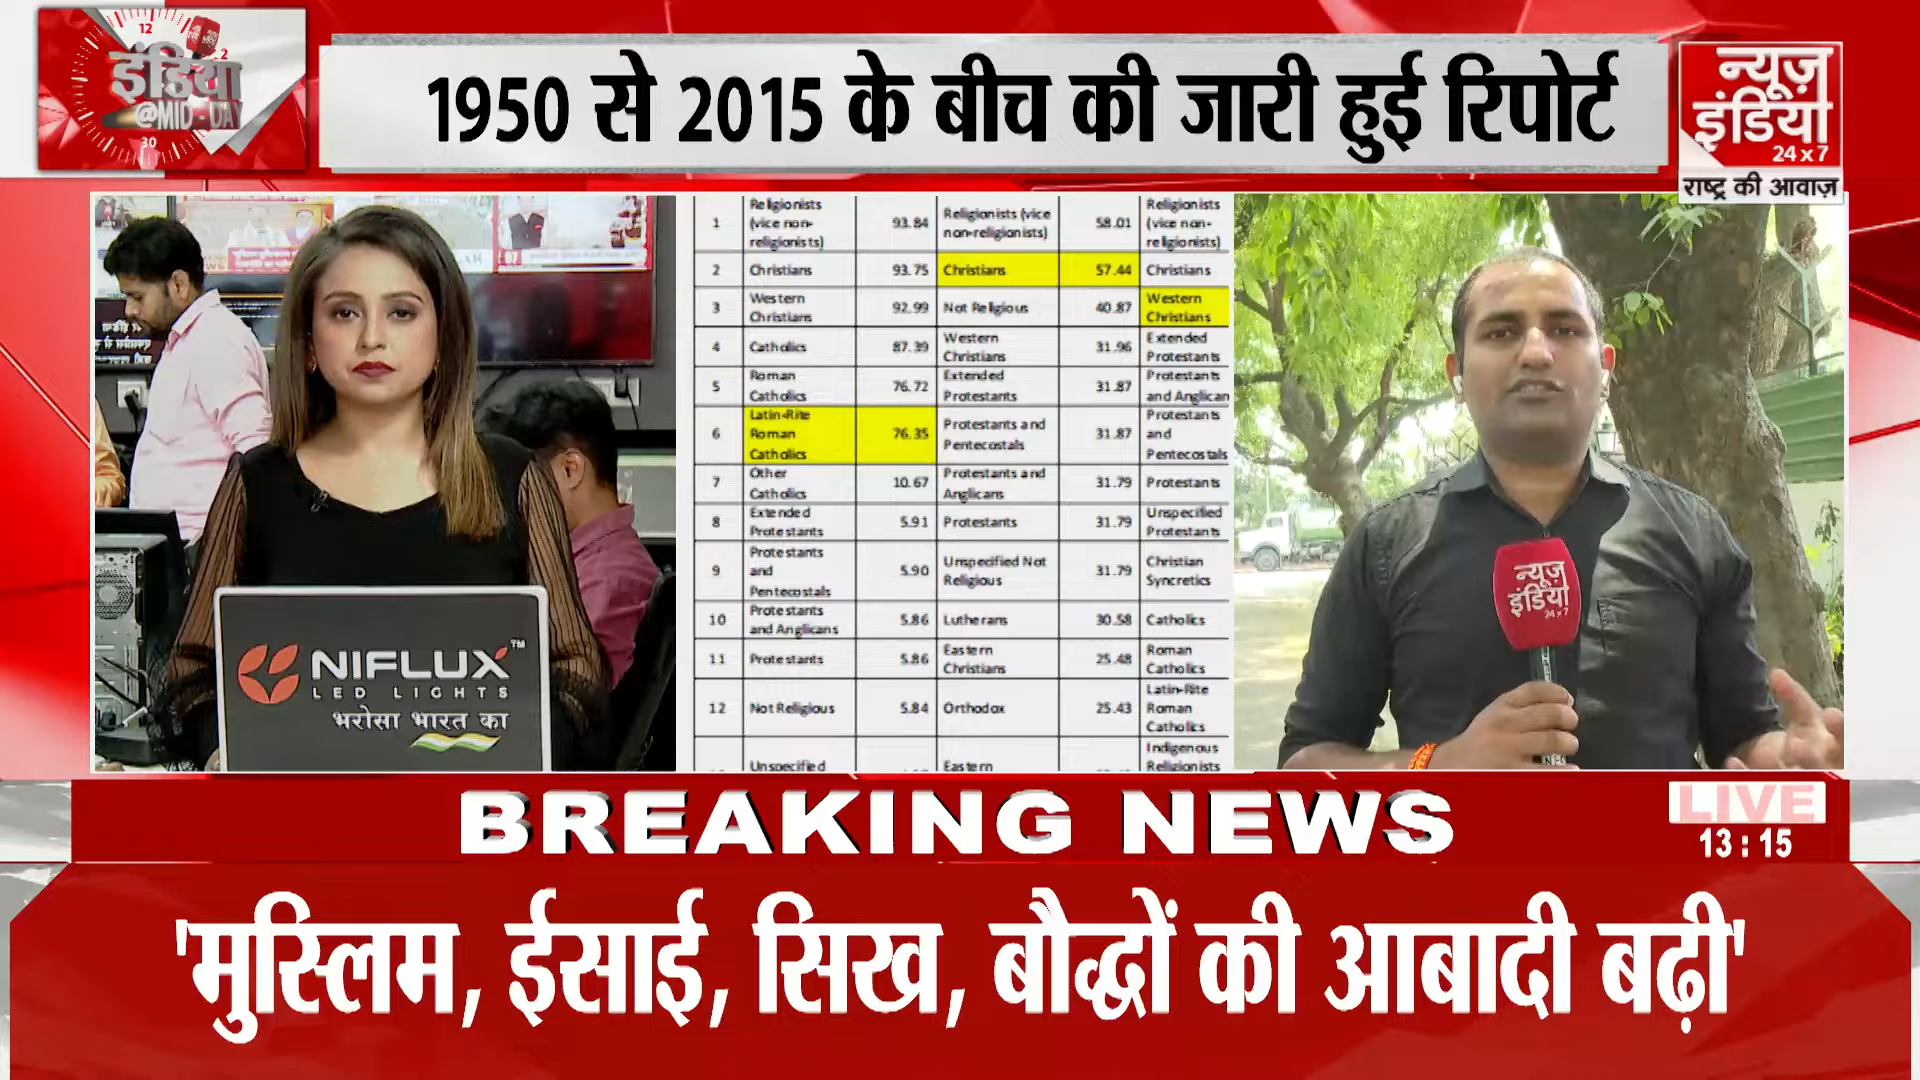 12
2
इंडिया
@MID-DAY
30
1950 से 2015 के बीच की जारी हुई रिपोर्ट
न्यूज़
इंडिया
24x7
राष्ट्र की आवाज़
1 Religionists (vice non-religionists) 93.84 Religionists (vice non-religionists) 58.01 Religionists (vice non-religionists)
2 Christians 93.75 Christians 57.44 Christians
3 Western Christians 92.99 Not Religious 40.87 Western Christians
4 Catholics 87.39 Western Christians 31.96 Extended Protestants
5 Roman Catholics 76.72 Extended Protestants 31.87 Protestants and Anglican
6 Latin-Rite Roman Catholics 76.35 Protestants and Pentecostals 31.87 Protestants and Pentecostals
7 Other Catholics 10.67 Protestants and Anglicans 31.79 Protestants
8 Extended Protestants 5.91 Protestants 31.79 Unspecified Protestants
9 Protestants and Pentecostals 5.90 Unspecified Not Religious 31.79 Christian Syncretics
10 Protestants and Anglicans 5.86 Lutherans 30.58 Catholics
11 Protestants 5.86 Eastern Christians 25.48 Roman Catholics
12 Not Religious 5.84 Orthodox 25.43 Latin-Rite Roman Catholics
Unspecified Eastern Indigenous Religionists
NIFLUX™
LED LIGHTS
भरोसा भारत का
न्यूज़
इंडिया
24x7
BREAKING NEWS
LIVE
13:15
'मुस्लिम, ईसाई, सिख, बौद्धों की आबादी बढ़ी'